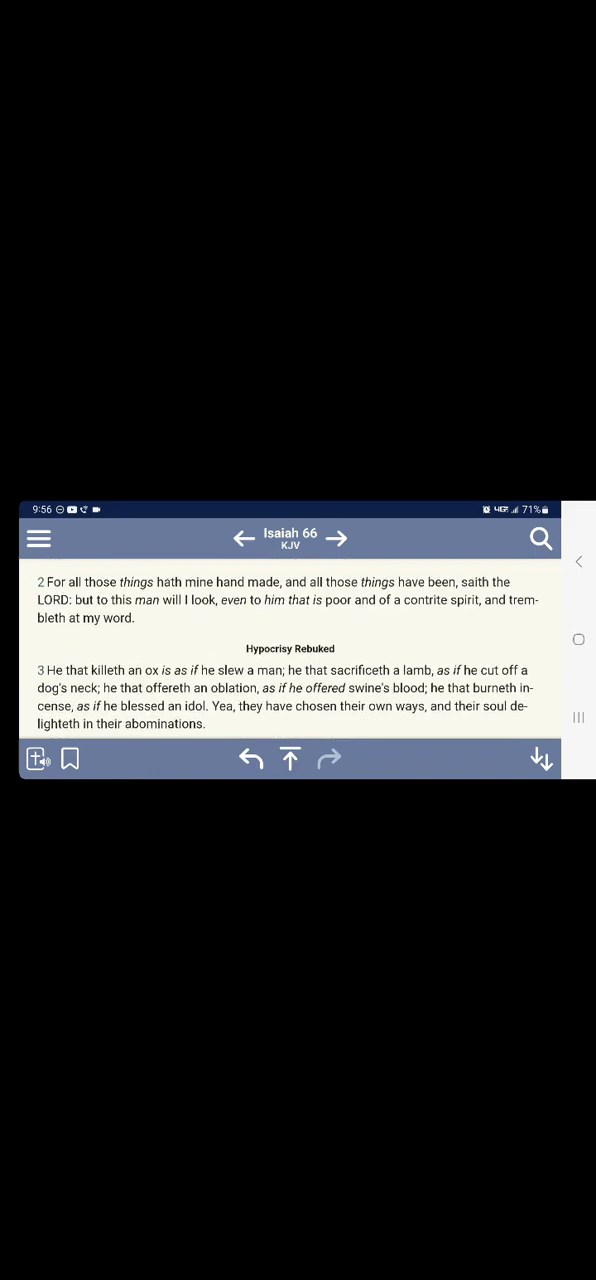 9:56
4G 71%
Isaiah 66
KJV
2 For all those things hath mine hand made, and all those things have been, saith the
LORD: but to this man will I look, even to him that is poor and of a contrite spirit, and trem-
bleth at my word.
Hypocrisy Rebuked
3 He that killeth an ox is as if he slew a man; he that sacrificeth a lamb, as if he cut off a
dog's neck; he that offereth an oblation, as if he offered swine's blood; he that burneth in-
cense, as if he blessed an idol. Yea, they have chosen their own ways, and their soul de-
lighteth in their abominations.